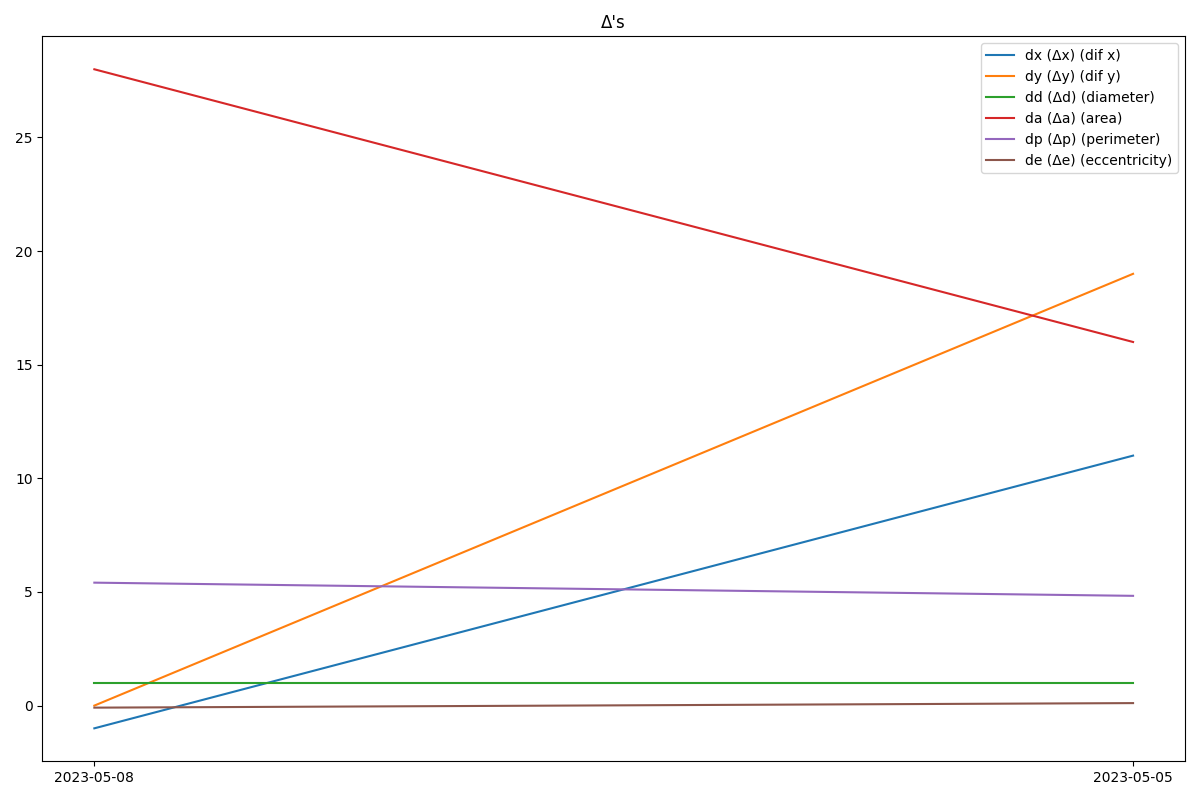 Δ's
dx (Δx) (dif x)
dy (Δy) (dif y)
dd (Δd) (diameter)
da (Δa) (area)
dp (Δp) (perimeter)
de (Δe) (eccentricity)
25
20
15
10
5
0
2023-05-08
2023-05-05